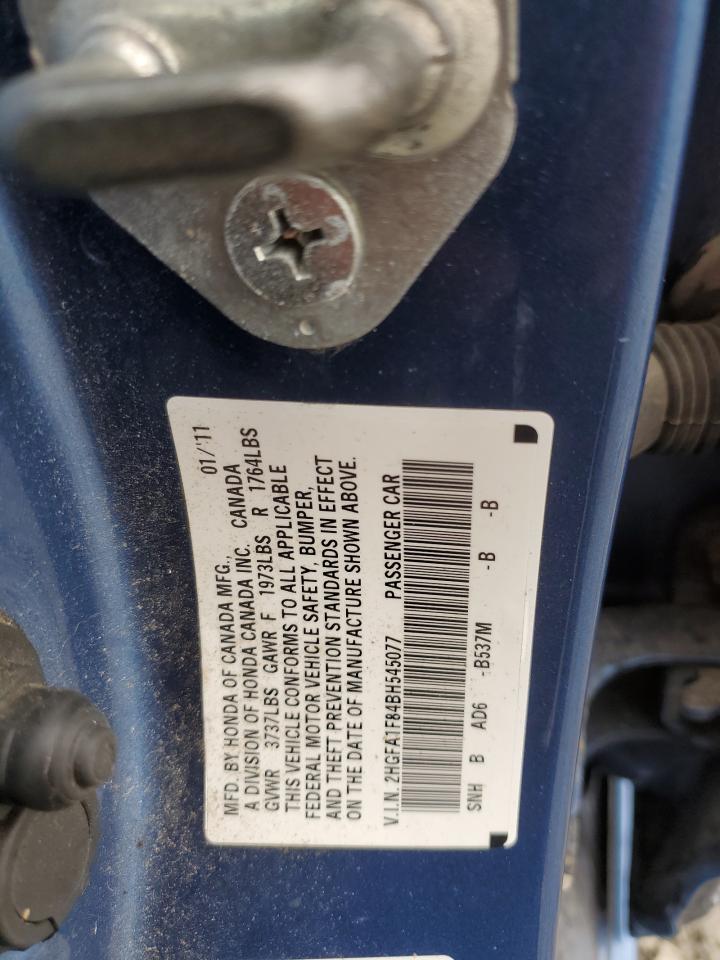 MFD. BY HONDA OF CANADA MFG., 01/'11
A DIVISION OF HONDA CANADA INC. CANADA
GVWR 3737LBS GAWR F 1973LBS R 1764LBS
THIS VEHICLE CONFORMS TO ALL APPLICABLE
FEDERAL MOTOR VEHICLE SAFETY, BUMPER,
AND THEFT PREVENTION STANDARDS IN EFFECT
ON THE DATE OF MANUFACTURE SHOWN ABOVE.
V.I.N. 2HGFA1F84BH545077 PASSENGER CAR
SNH B AD6 -B537M -B -B